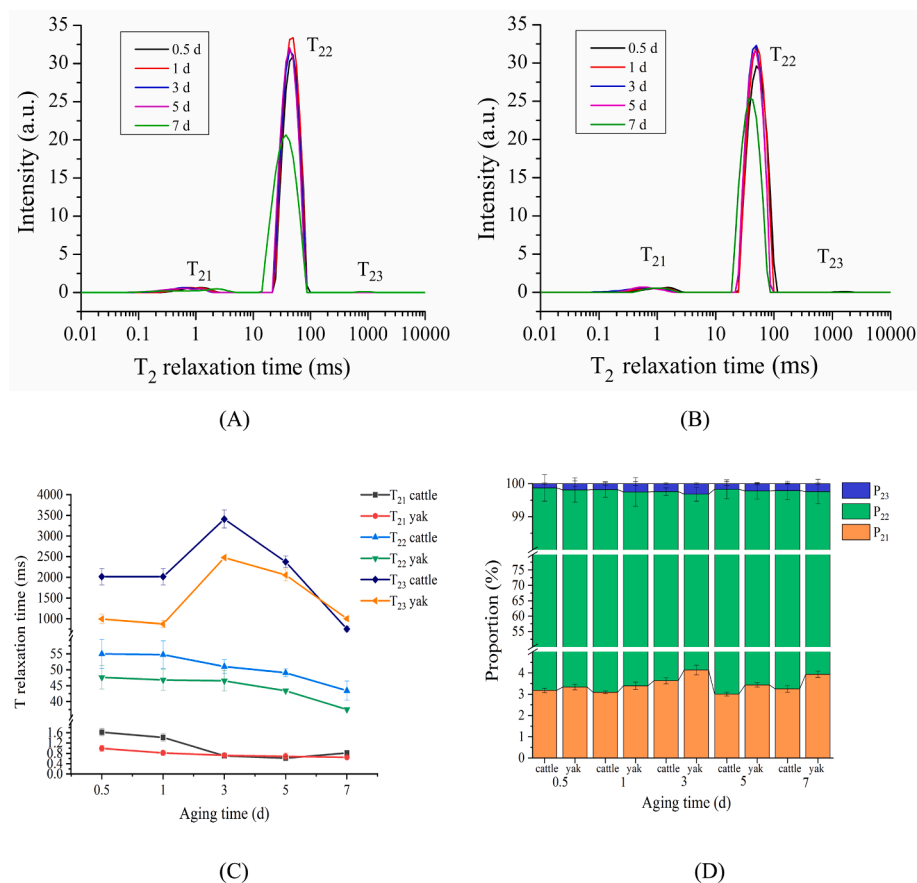 35
30
25
20
15
10
5
0
Intensity (a.u.)
0.5 d
1 d
3 d
5 d
7 d
T21
T22
T23
0.01 0.1 1 10 100 1000 10000
T2 relaxation time (ms)
(A)
35
30
25
20
15
10
5
0
Intensity (a.u.)
0.5 d
1 d
3 d
5 d
7 d
T21
T22
T23
0.01 0.1 1 10 100 1000 10000
T2 relaxation time (ms)
(B)
4000
3500
3000
2500
2000
1500
1000
55
50
45
40
1.6
1.2
0.8
0.4
0.0
T relaxation time (ms)
T21 cattle
T21 yak
T22 cattle
T22 yak
T23 cattle
T23 yak
0.5 1 3 5 7
Aging time (d)
(C)
100
99
75
70
65
60
55
4
3
2
1
0
Proportion (%)
P23
P22
P21
cattle yak cattle yak cattle yak cattle yak cattle yak
0.5 1 3 5 7
Aging time (d)
(D)